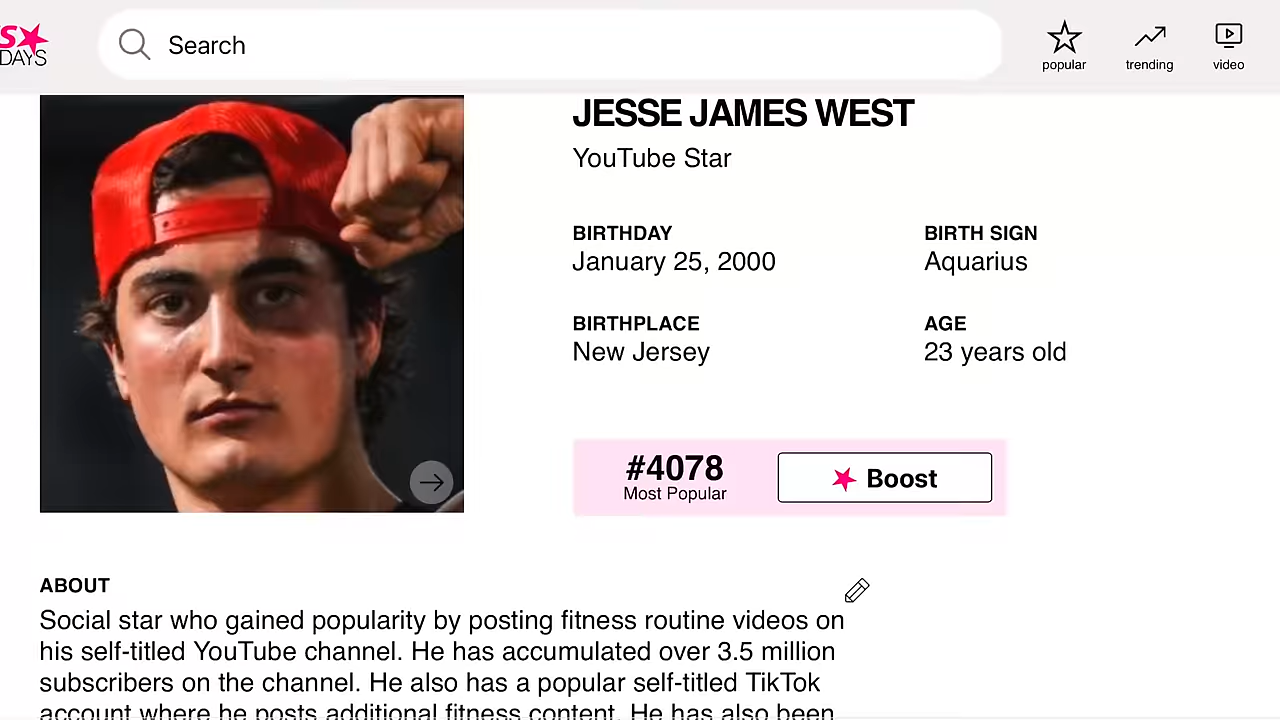 S
DAYS
Search
popular
trending
video
JESSE JAMES WEST
YouTube Star
BIRTHDAY
January 25, 2000
BIRTH SIGN
Aquarius
BIRTHPLACE
New Jersey
AGE
23 years old
#4078
Most Popular
Boost
ABOUT
Social star who gained popularity by posting fitness routine videos on
his self-titled YouTube channel. He has accumulated over 3.5 million
subscribers on the channel. He also has a popular self-titled TikTok
account where he posts additional fitness content. He has also been